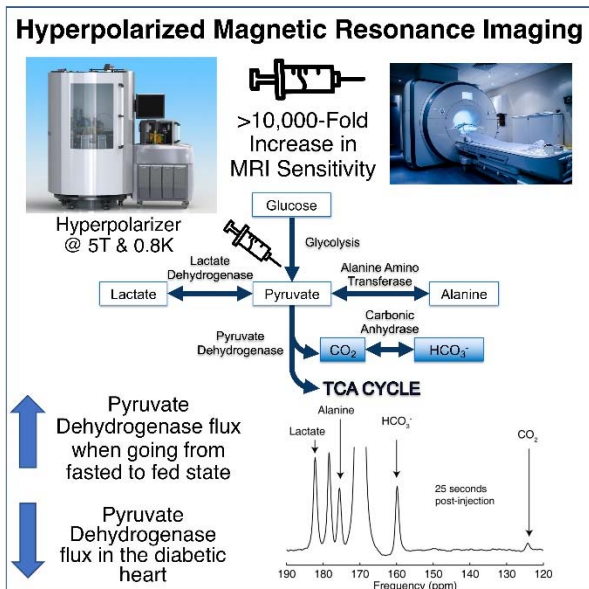 Hyperpolarized Magnetic Resonance Imaging
>10,000-Fold
Increase in
MRI Sensitivity
Hyperpolarizer
@ 5T & 0.8K
Glucose
Glycolysis
Lactate
Dehydrogenase
Alanine Amino
Transferase
Lactate
Pyruvate
Alanine
Pyruvate
Dehydrogenase
Carbonic
Anhydrase
CO₂
HCO₃⁻
TCA CYCLE
Pyruvate
Dehydrogenase flux
when going from
fasted to fed state
Pyruvate
Dehydrogenase
flux in the diabetic
heart
Lactate
Alanine
HCO₃⁻
CO₂
25 seconds
post-injection
190 180 170 160 150 140 130 120
Frequency (ppm)